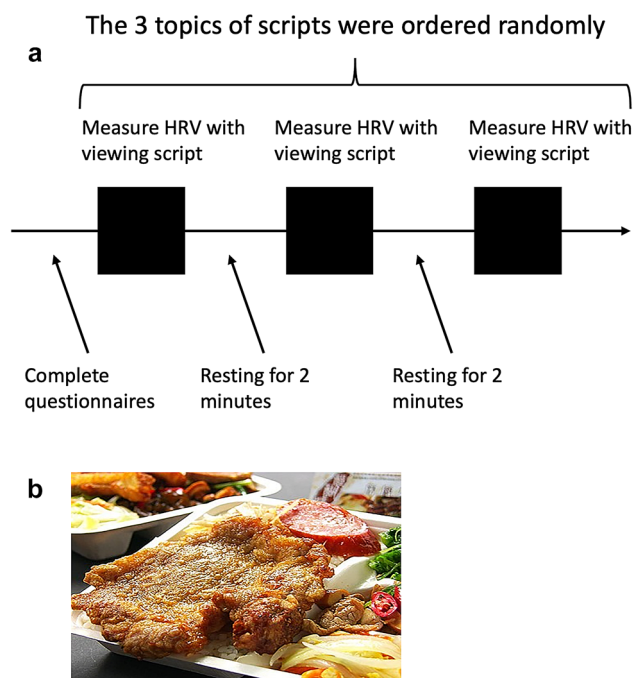 The 3 topics of scripts were ordered randomly
a
Measure HRV with
viewing script
Measure HRV with
viewing script
Measure HRV with
viewing script
Complete
questionnaires
Resting for 2
minutes
Resting for 2
minutes
b